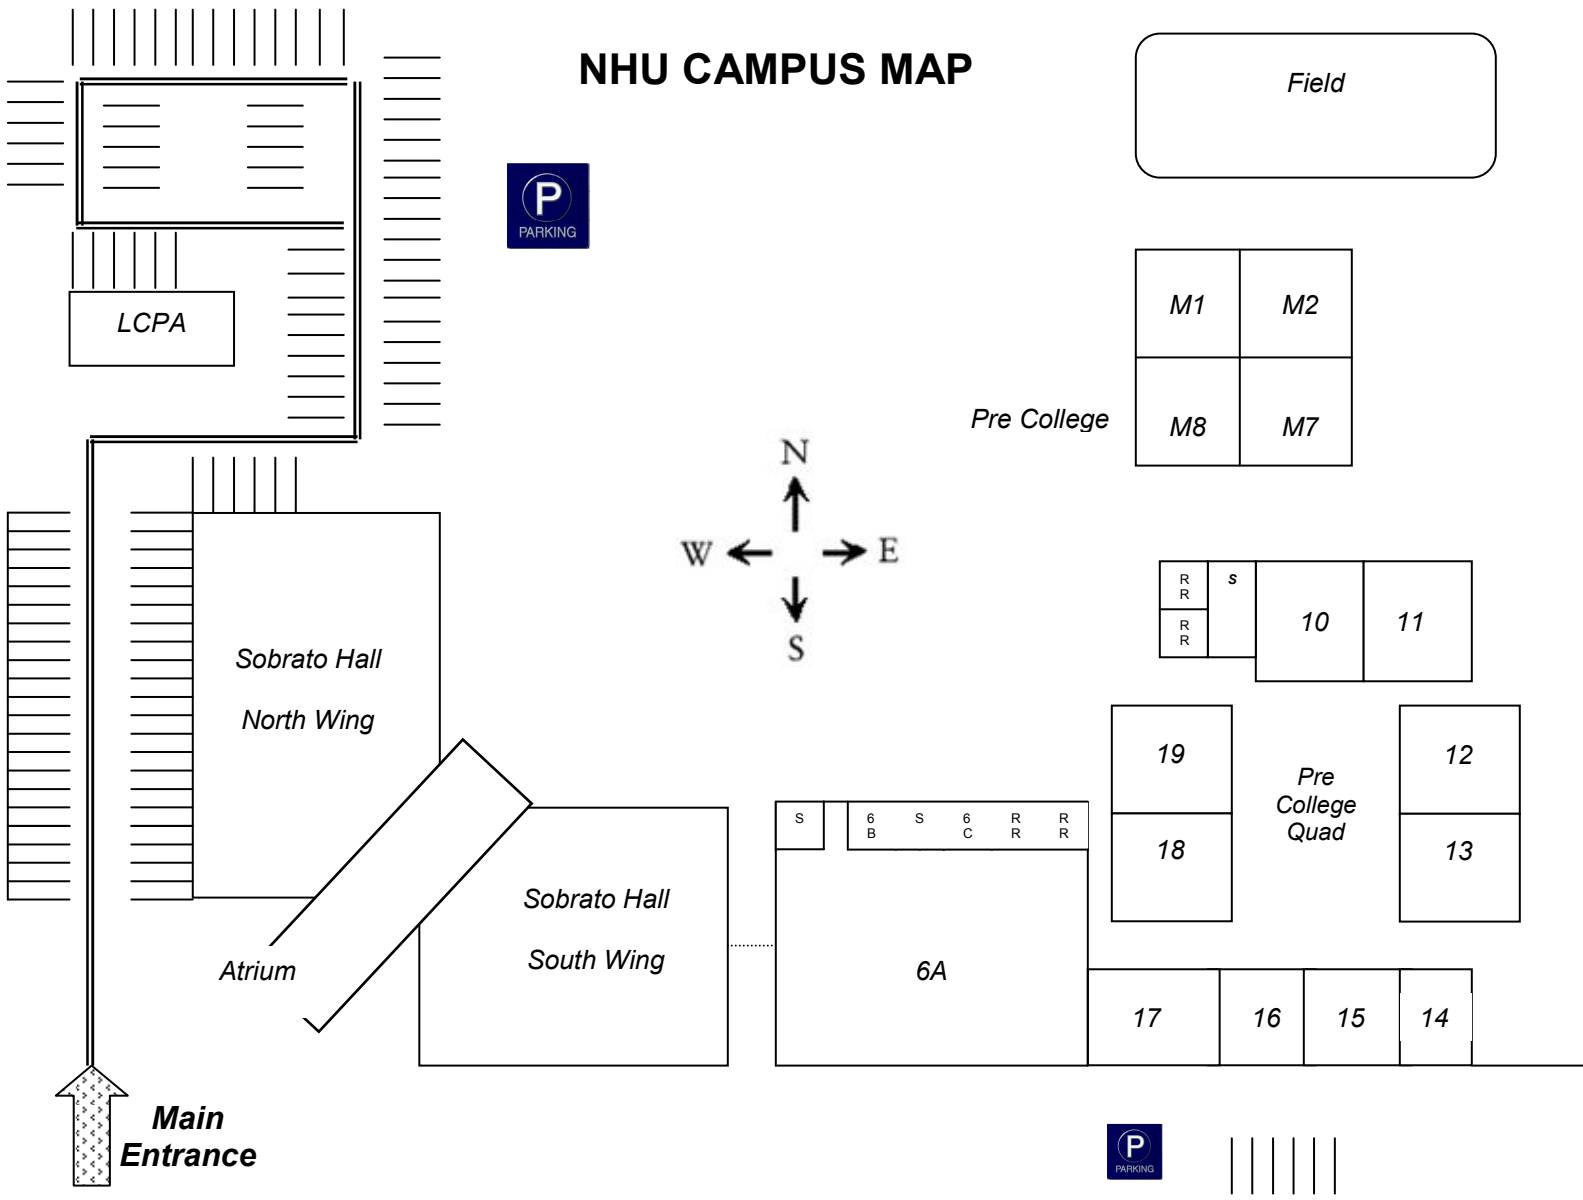 NHU CAMPUS MAP
Field
P
PARKING
M1
M2
LCPA
Pre College
M8
M7
N
W
E
S
R
R
S
R
R
10
11
Sobrato Hall
North Wing
19
12
Pre
College
Quad
18
13
S
6
B
S
6
C
R
R
R
R
Sobrato Hall
South Wing
Atrium
6A
17
16
15
14
Main
Entrance
P
PARKING